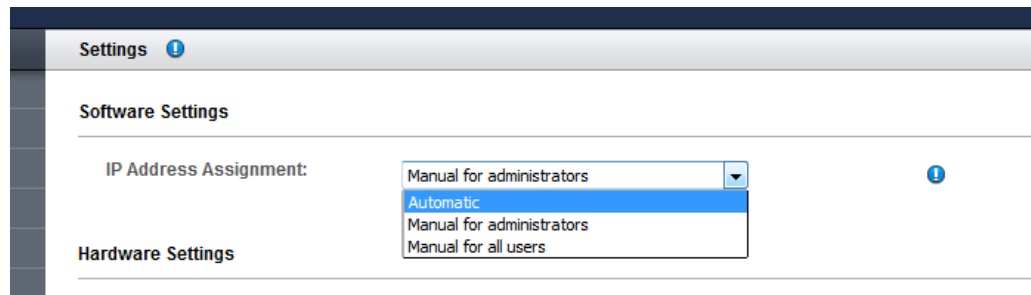 Settings
Software Settings
IP Address Assignment:
Manual for administrators
Automatic
Manual for administrators
Manual for all users
Hardware Settings